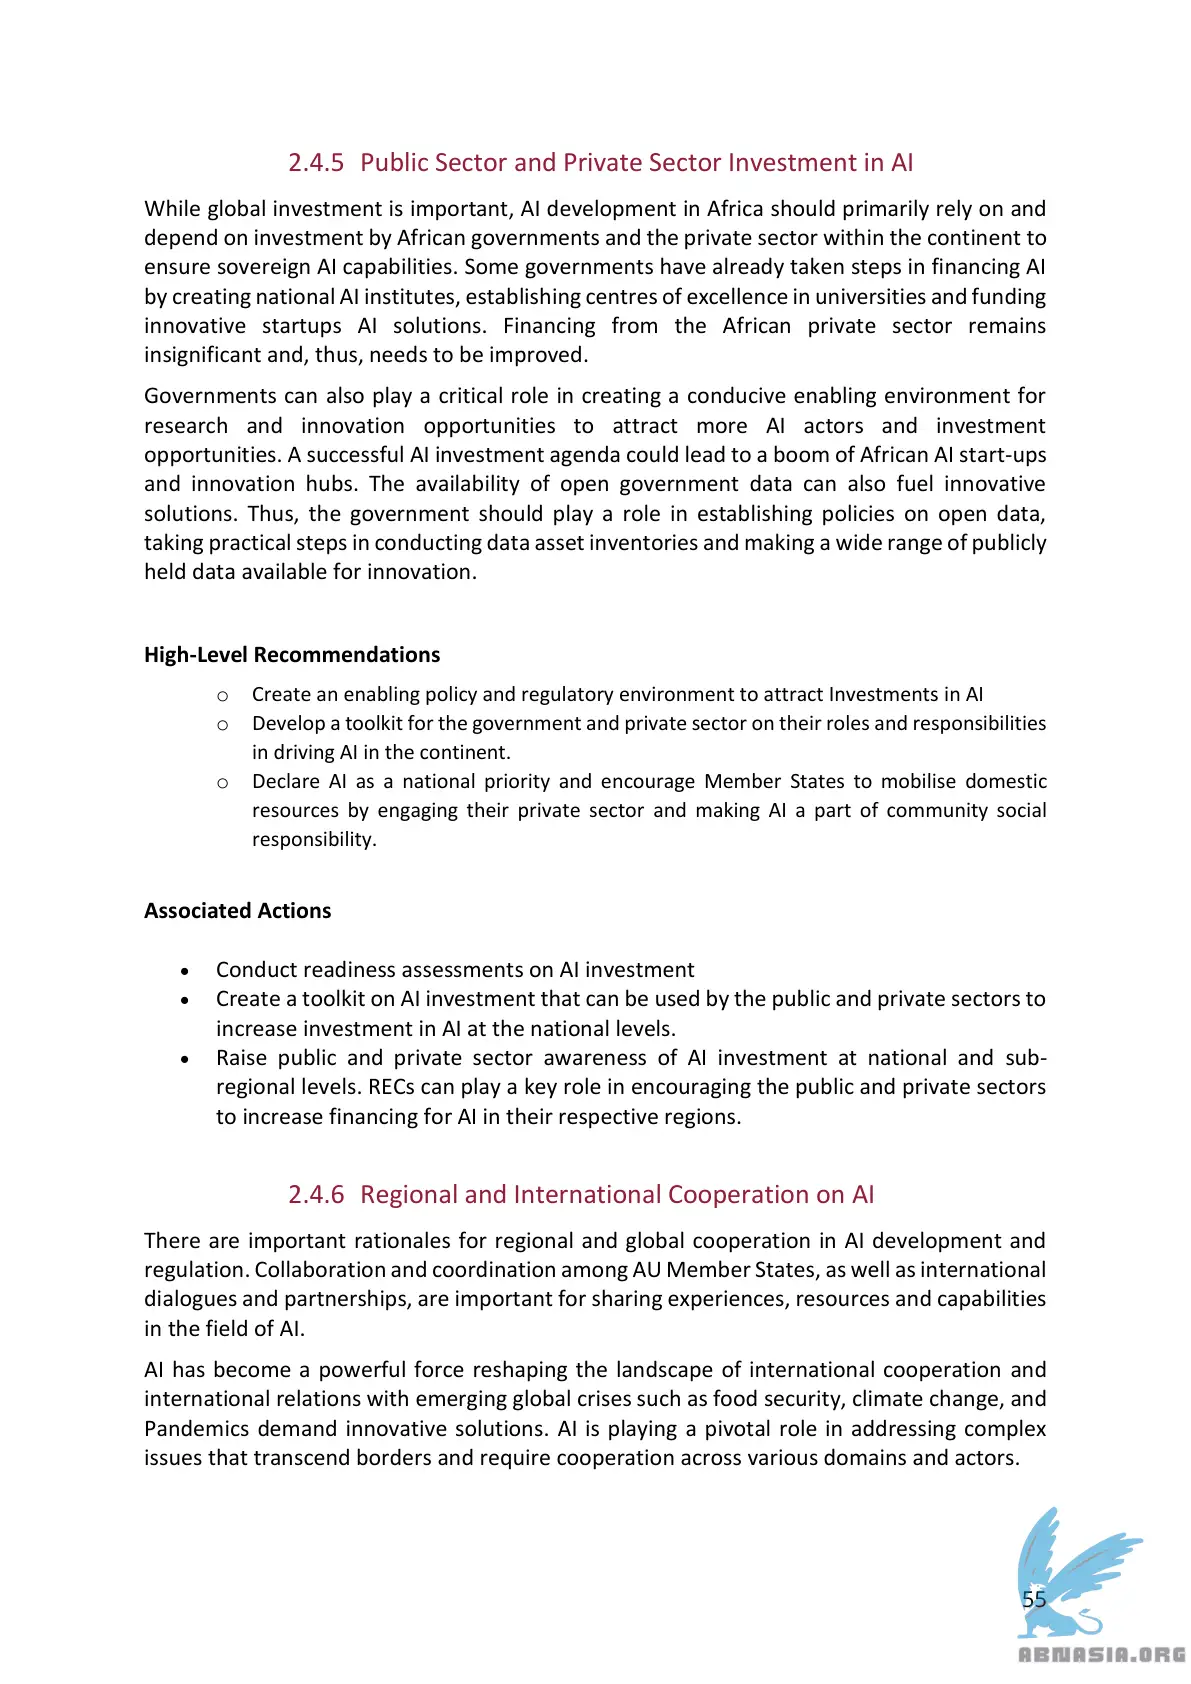 2.4.5 Public Sector and Private Sector Investment in AI
While global investment is important, AI development in Africa should primarily rely on and
depend on investment by African governments and the private sector within the continent to
ensure sovereign AI capabilities. Some governments have already taken steps in financing AI
by creating national AI institutes, establishing centres of excellence in universities and funding
innovative startups AI solutions. Financing from the African private sector remains
insignificant and, thus, needs to be improved.
Governments can also play a critical role in creating a conducive enabling environment for
research and innovation opportunities to attract more AI actors and investment
opportunities. A successful AI investment agenda could lead to a boom of African AI start-ups
and innovation hubs. The availability of open government data can also fuel innovative
solutions. Thus, the government should play a role in establishing policies on open data,
taking practical steps in conducting data asset inventories and making a wide range of publicly
held data available for innovation.
High-Level Recommendations
o Create an enabling policy and regulatory environment to attract Investments in AI
o Develop a toolkit for the government and private sector on their roles and responsibilities
in driving AI in the continent.
o Declare AI as a national priority and encourage Member States to mobilise domestic
resources by engaging their private sector and making AI a part of community social
responsibility.
Associated Actions
• Conduct readiness assessments on AI investment
• Create a toolkit on AI investment that can be used by the public and private sectors to
increase investment in AI at the national levels.
• Raise public and private sector awareness of AI investment at national and sub-
regional levels. RECs can play a key role in encouraging the public and private sectors
to increase financing for AI in their respective regions.
2.4.6 Regional and International Cooperation on AI
There are important rationales for regional and global cooperation in AI development and
regulation. Collaboration and coordination among AU Member States, as well as international
dialogues and partnerships, are important for sharing experiences, resources and capabilities
in the field of AI.
AI has become a powerful force reshaping the landscape of international cooperation and
international relations with emerging global crises such as food security, climate change, and
Pandemics demand innovative solutions. AI is playing a pivotal role in addressing complex
issues that transcend borders and require cooperation across various domains and actors.
55
ABNASIA.ORG